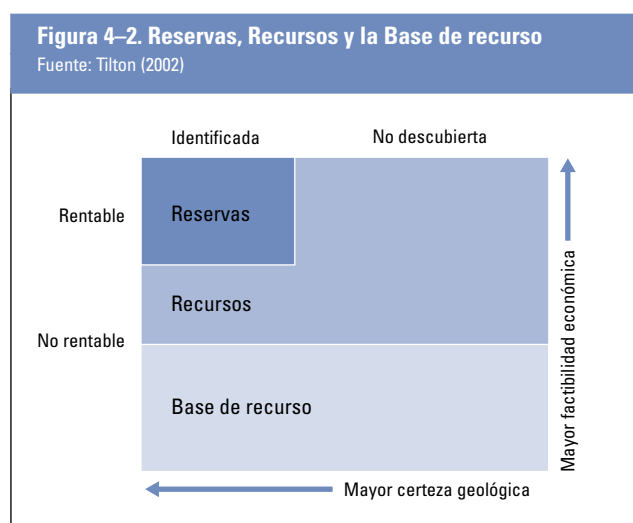 Figura 4–2. Reservas, Recursos y la Base de recurso
Fuente: Tilton (2002)
Identificada
No descubierta
Rentable
Reservas
Recursos
No rentable
Base de recurso
Mayor factibilidad económica
Mayor certeza geológica